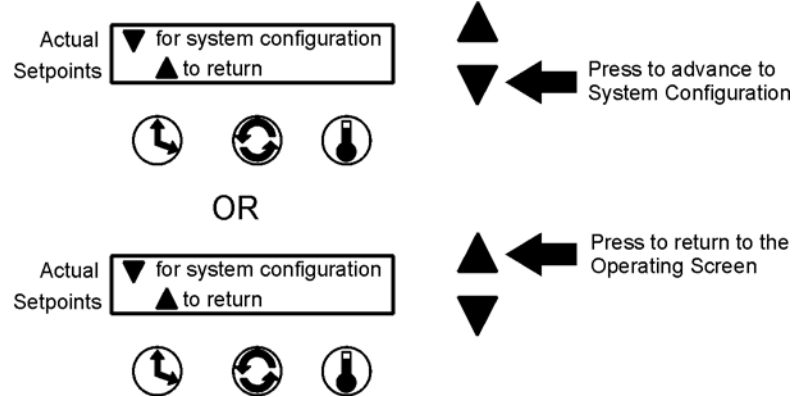 Actual ▼ for system configuration
Setpoints ▲ to return
Press to advance to
System Configuration
OR
Actual ▼ for system configuration
Setpoints ▲ to return
Press to return to the
Operating Screen